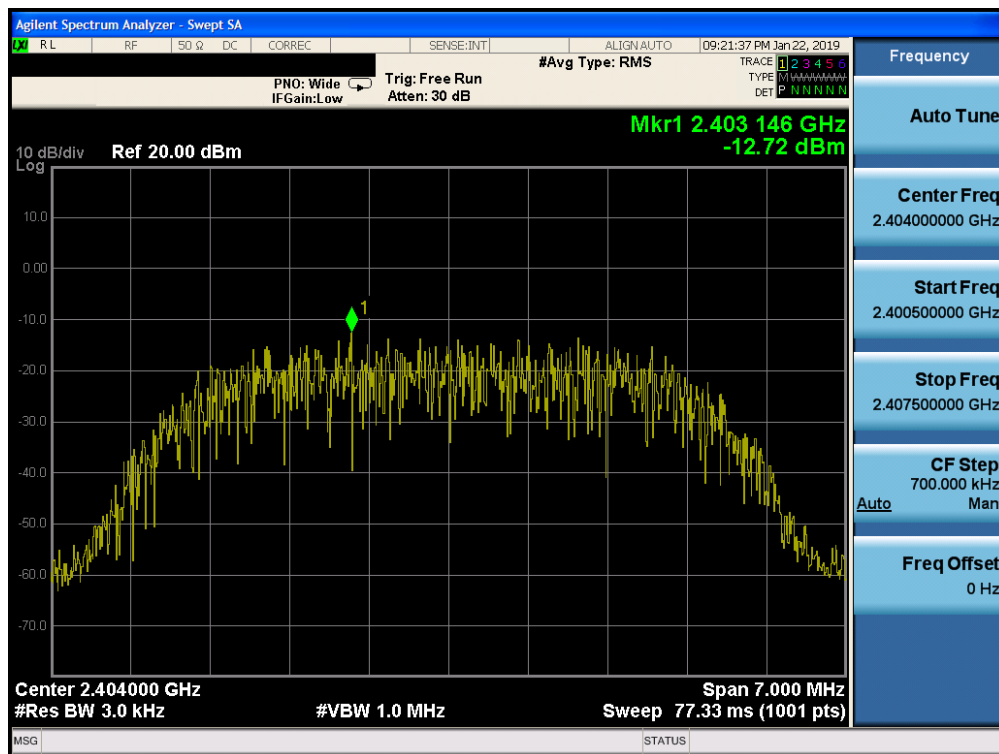 Agilent Spectrum Analyzer - Swept SA
LXI RL RF 50 Ω DC CORREC SENSE:INT ALIGNAUTO 09:21:37 PM Jan 22, 2019
#Avg Type: RMS
TRACE 1 2 3 4 5 6
TYPE M
DET P N N N N N
PNO: Wide
IFGain:Low
Trig: Free Run
Atten: 30 dB
Mkr1 2.403 146 GHz
-12.72 dBm
10 dB/div
Log
Ref 20.00 dBm
10.0
0.00
-10.0
-20.0
-30.0
-40.0
-50.0
-60.0
-70.0
1
Center 2.404000 GHz
Span 7.000 MHz
#Res BW 3.0 kHz
#VBW 1.0 MHz
Sweep 77.33 ms (1001 pts)
MSG
STATUS
Frequency
Auto Tune
Center Freq
2.404000000 GHz
Start Freq
2.400500000 GHz
Stop Freq
2.407500000 GHz
CF Step
700.000 kHz
Auto Man
Freq Offset
0 Hz